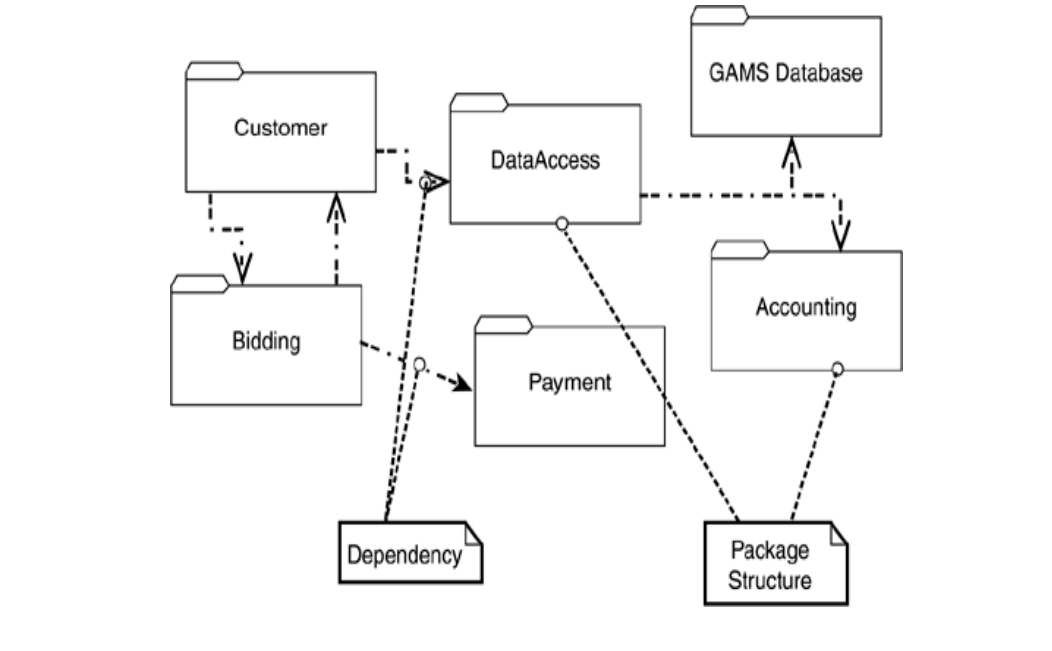 GAMS Database
Customer
DataAccess
Accounting
Bidding
Payment
Dependency
Package
Structure